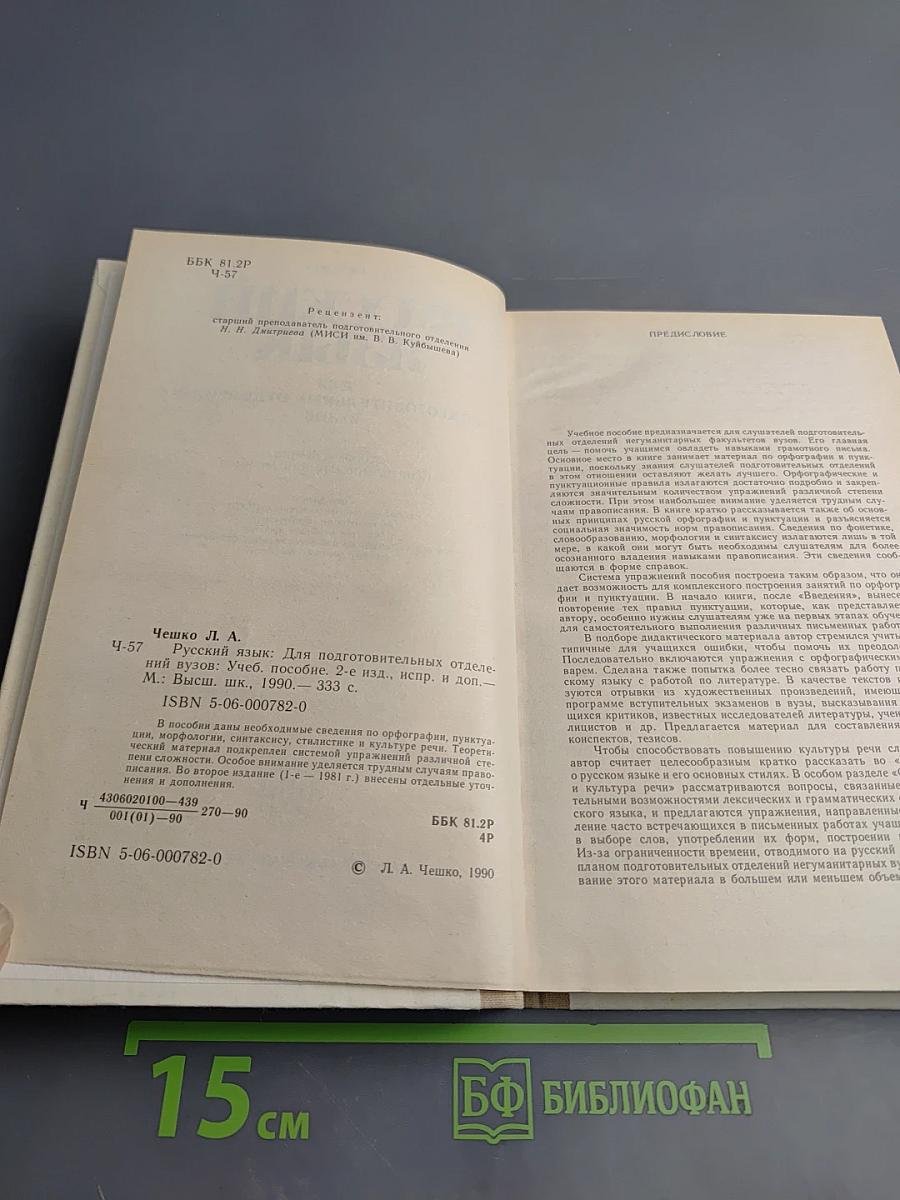 ББК 81.2Р
Ч-57
Рецензент:
старший преподаватель подготовительного отделения
Н. Н. Дмитриева (МИСИ им. В. В. Куйбышева)
Чешко Л. А.
Ч-57 Русский язык: Для подготовительных отделе-
ний вузов: Учеб. пособие. 2-е изд., испр. и доп.—
М.: Высш. шк., 1990.— 333 с.
ISBN 5-06-000782-0
В пособии даны необходимые сведения по орфографии, пунктуа-
ции, морфологии, синтаксису, стилистике и культуре речи. Теорети-
ческий материал подкреплен системой упражнений различной сте-
пени сложности. Особое внимание уделяется трудным случаям право-
писания. Во второе издание (1-е — 1981 г.) внесены отдельные уточ-
нения и дополнения.
Ч 4306020100—439
001(01)—90 270—90
ББК 81.2Р
4Р
ISBN 5-06-000782-0
© Л. А. Чешко, 1990
ПРЕДИСЛОВИЕ
Учебное пособие предназначается для слушателей подготовитель-
ных отделений негуманитарных факультетов вузов. Его главная
цель — помочь учащимся овладеть навыками грамотного письма.
Основное место в книге занимает материал по орфографии и пунк-
туации, поскольку знания слушателей подготовительных отделений
в этом отношении оставляют желать лучшего. Орфографические и
пунктуационные правила излагаются достаточно подробно и закреп-
ляются значительным количеством упражнений различной степени
сложности. При этом наибольшее внимание уделяется трудным слу-
чаям правописания. В книге кратко рассказывается также об основ-
ных принципах русской орфографии и пунктуации и разъясняется
социальная значимость норм правописания. Сведения по фонетике,
словообразованию, морфологии и синтаксису излагаются лишь в той
мере, в какой они могут быть необходимы слушателям для более
осознанного владения навыками правописания. Эти сведения сооб-
щаются в форме справок.
Система упражнений пособия построена таким образом, что он
дает возможность для комплексного построения занятий по орфогра
фии и пунктуации. В начало книги, после «Введения», вынесе
повторение тех правил пунктуации, которые, как представляе
автору, особенно нужны слушателям уже на первых этапах обуче
для самостоятельного выполнения различных письменных работ
В подборе дидактического материала автор стремился учиты
типичные для учащихся ошибки, чтобы помочь их преодол
Последовательно включаются упражнения с орфографическим
варем. Сделана также попытка более тесно связать работу п
скому языку с работой по литературе. В качестве текстов и
зуются отрывки из художественных произведений, имеющ
программе вступительных экзаменов в вузы, высказывания
щихся критиков, известных исследователей литературы, учен
лицистов и др. Предлагается материал для составления
конспектов, тезисов.
Чтобы способствовать повышению культуры речи сл
автор считает целесообразным кратко рассказать во «
о русском языке и его основных стилях. В особом разделе «С
и культура речи» рассматриваются вопросы, связанные
тельными возможностями лексических и грамматических
ского языка, и предлагаются упражнения, направленные
ление часто встречающихся в письменных работах учащ
в выборе слов, употреблении их форм, построении
Из-за ограниченности времени, отводимого на русский
планом подготовительных отделений негуманитарных ву
вание этого материала в большем или меньшем объем
15 см
БФ БИБЛИОФАН